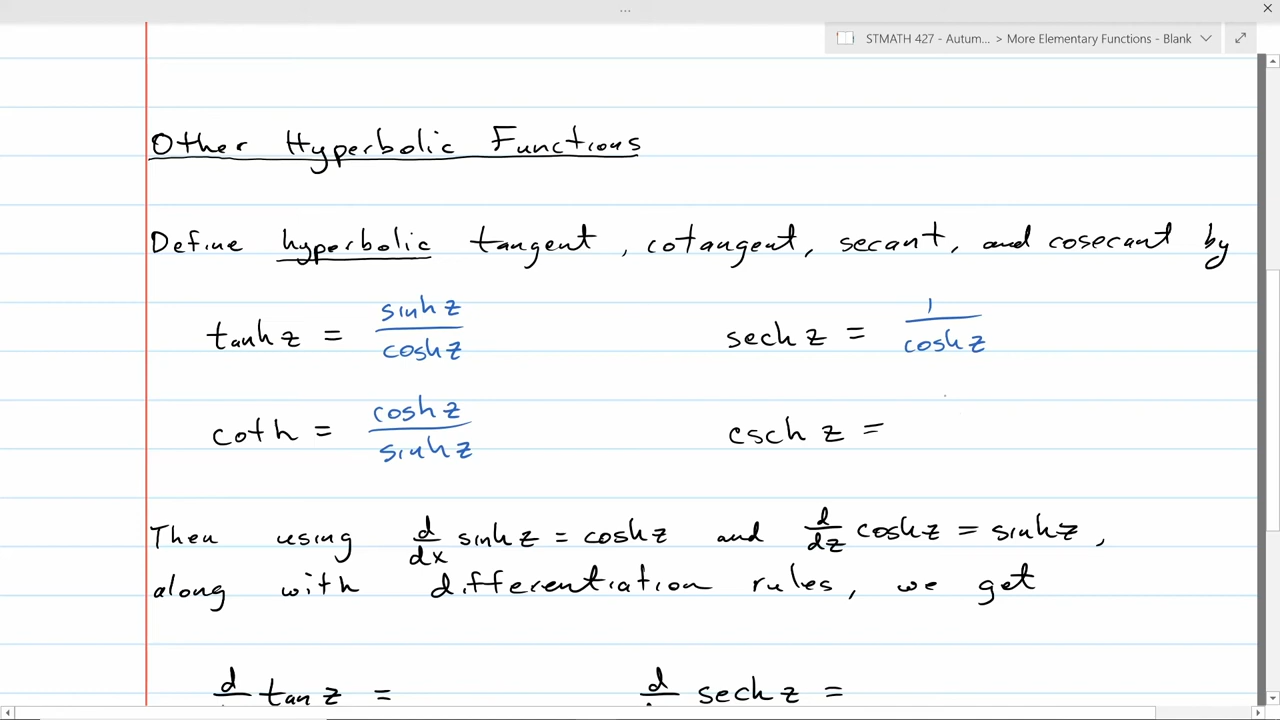 ...
STMATH 427 - Autum... > More Elementary Functions - Blank
Other Hyperbolic Functions
Define hyperbolic tangent, cotangent, secant, and cosecant by
tanh z = sinh z / cosh z    sech z = 1 / cosh z
coth = cosh z / sinh z    csch z =
Then using d/dx sinh z = cosh z and d/dz cosh z = sinh z,
along with differentiation rules, we get
d tan z =    d sech z =